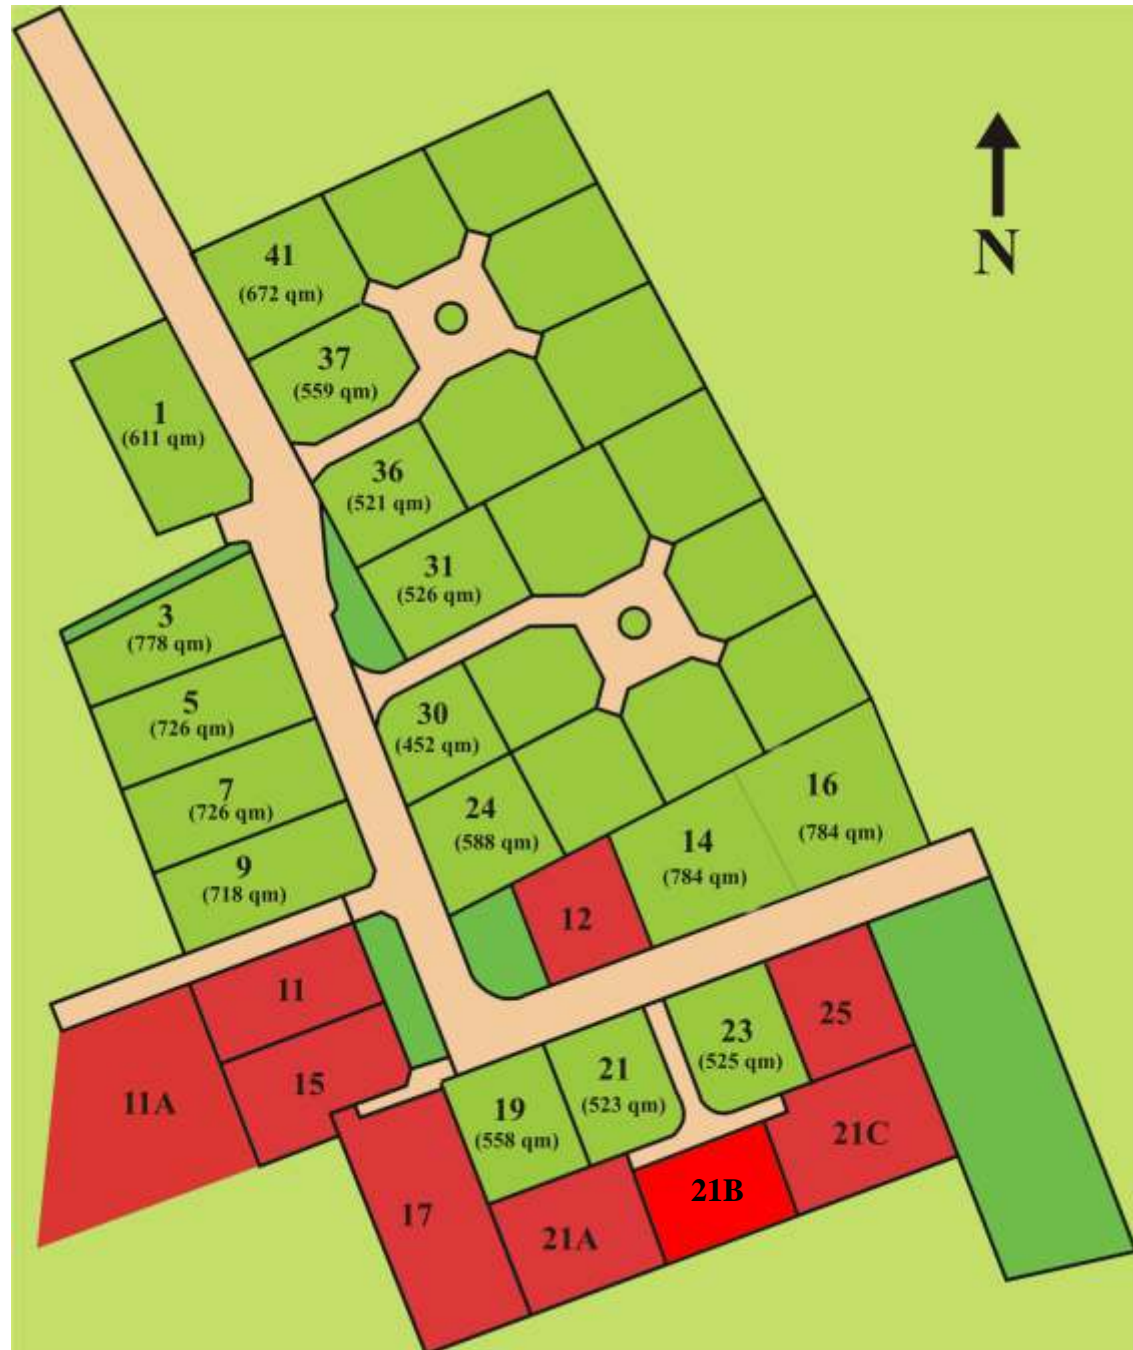 N
41
(672 qm)
37
(559 qm)
1
(611 qm)
36
(521 qm)
31
(526 qm)
3
(778 qm)
5
(726 qm)
30
(452 qm)
7
(726 qm)
24
(588 qm)
16
(784 qm)
14
(784 qm)
9
(718 qm)
12
11
25
23
(525 qm)
21
(523 qm)
15
11A
19
(558 qm)
21C
21B
17
21A